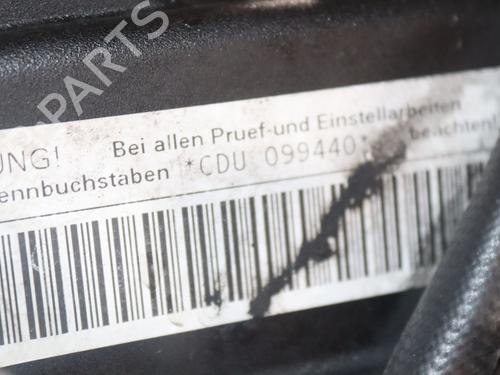 PARTS
UNG! Bei allen Pruef-und Einstellarbeiten
ennbuchstaben *CDU 099440* beachten!